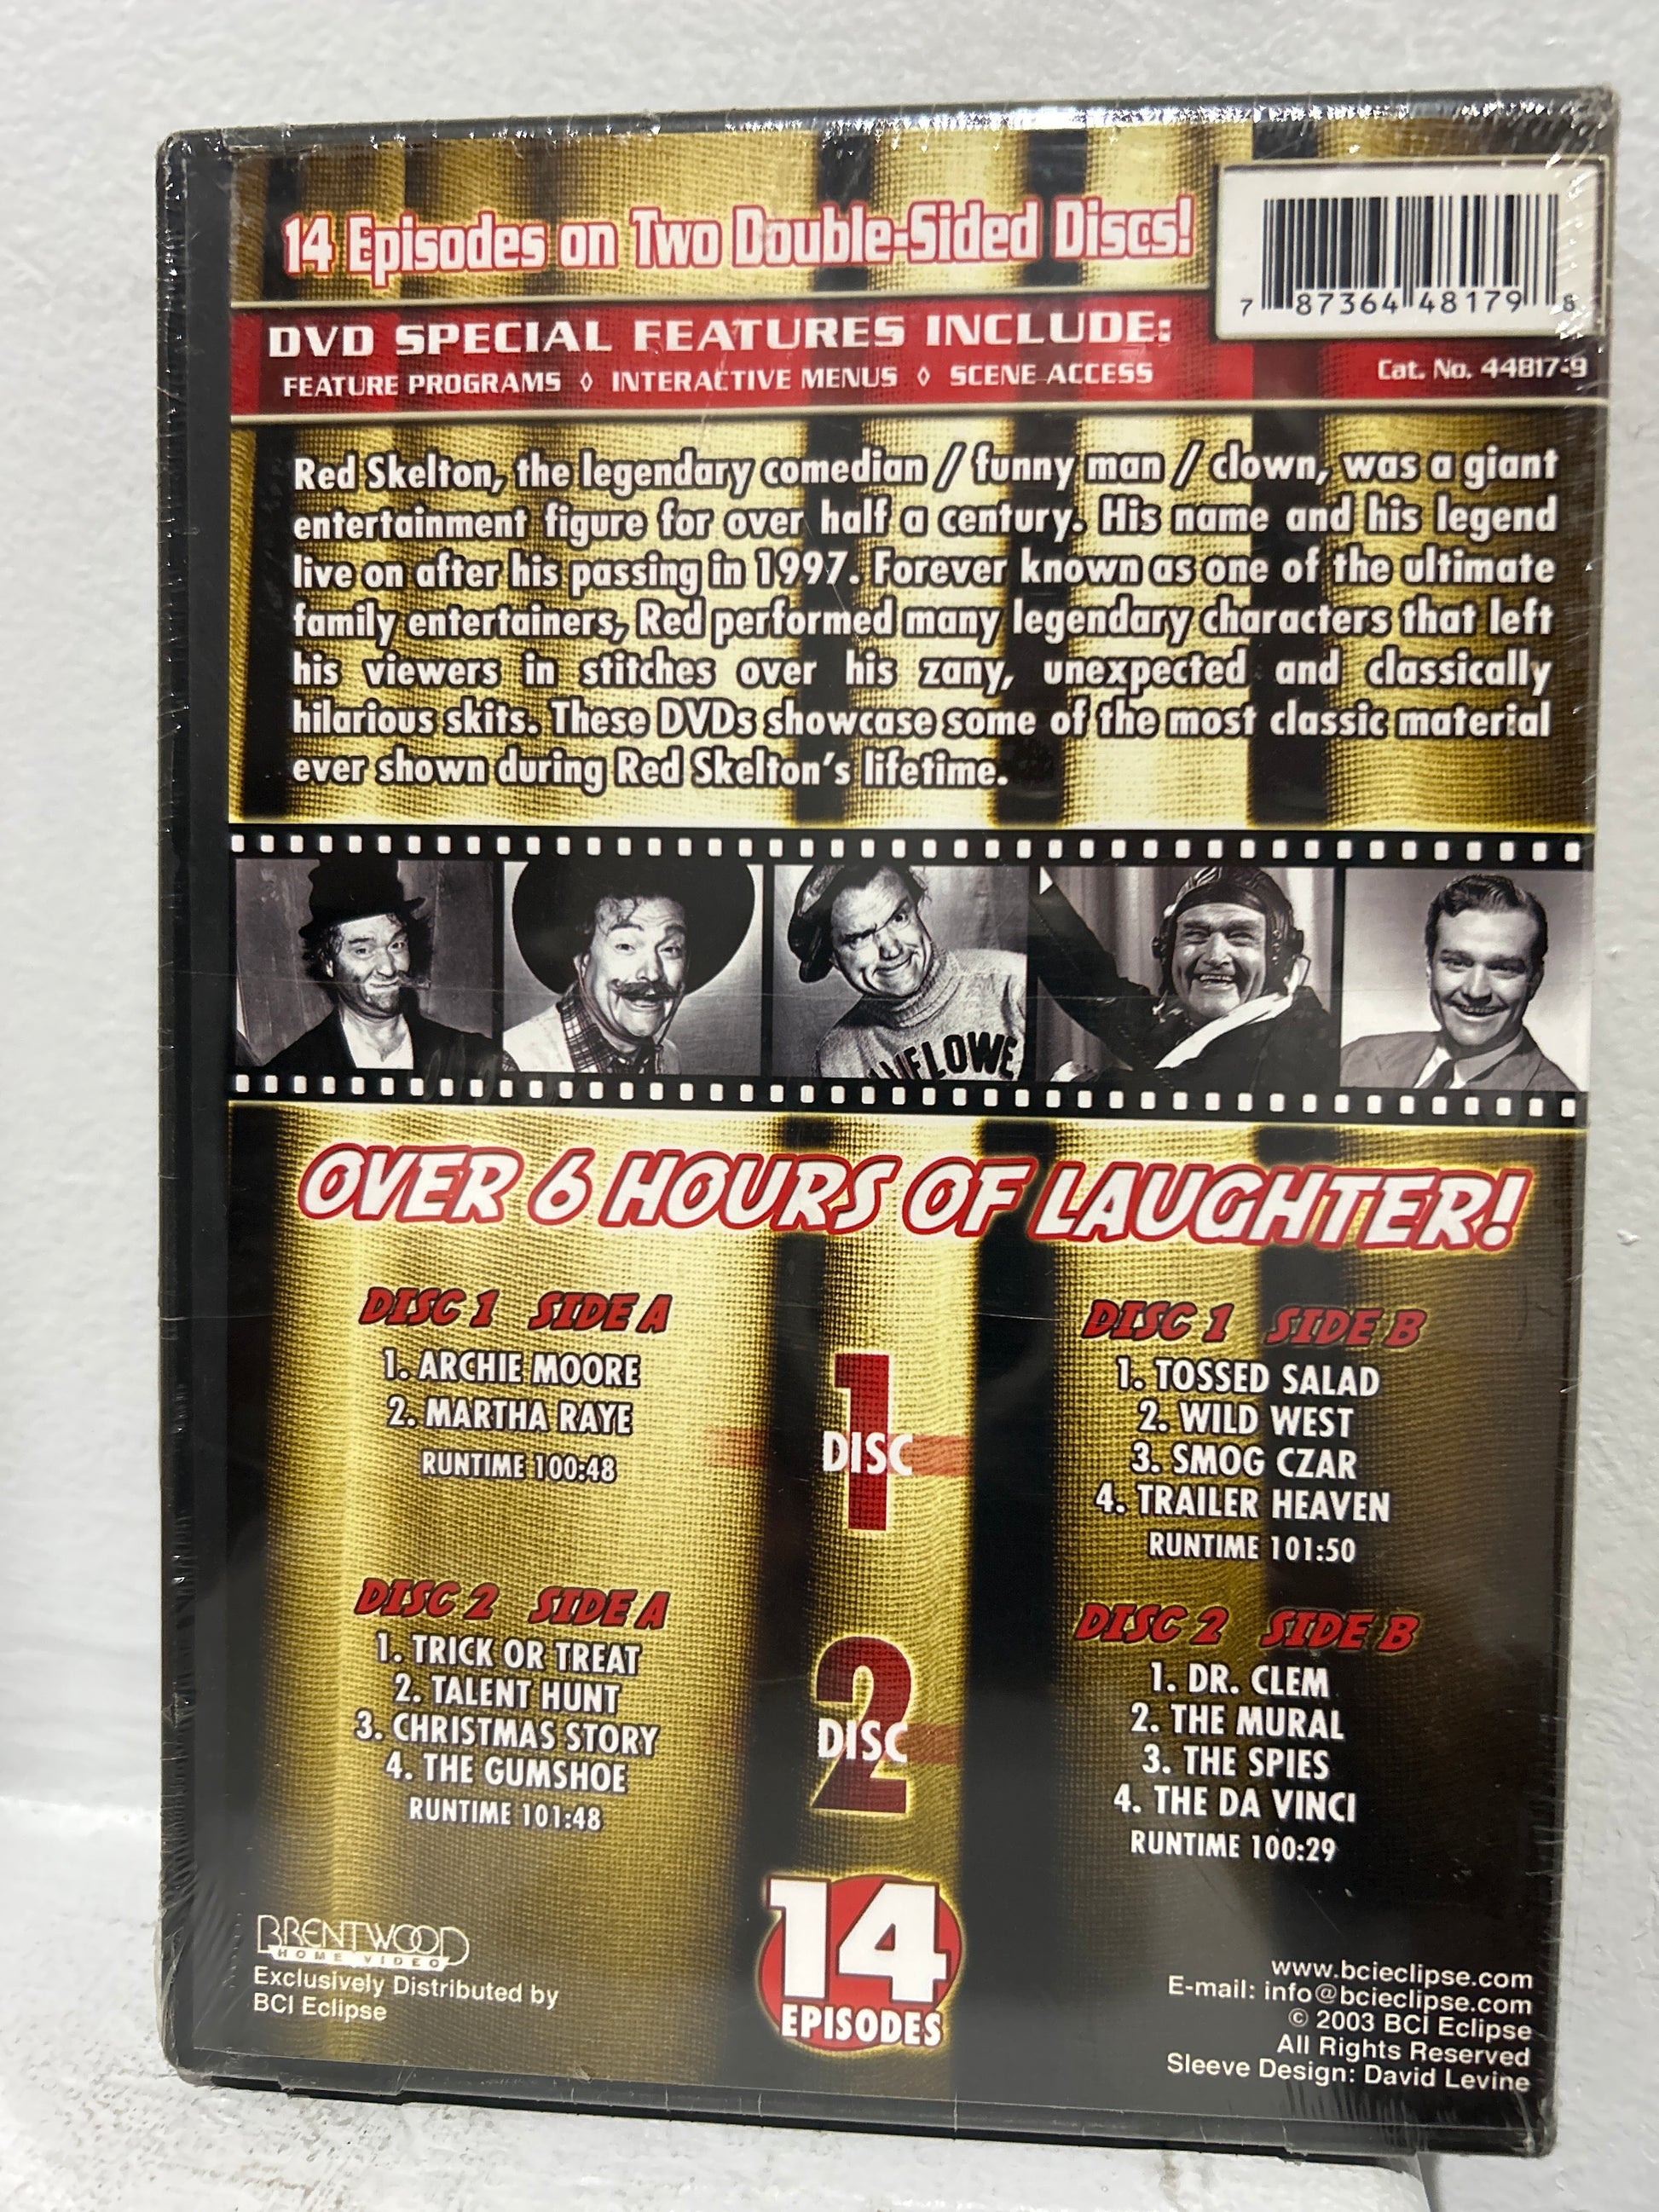 14 Episodes on Two Double-Sided Discs!
7 87364 48179 8
DVD SPECIAL FEATURES INCLUDE:
FEATURE PROGRAMS ◊ INTERACTIVE MENUS ◊ SCENE ACCESS
Cat. No. 44817-9
Red Skelton, the legendary comedian / funny man / clown, was a giant
entertainment figure for over half a century. His name and his legend
live on after his passing in 1997. Forever known as one of the ultimate
family entertainers, Red performed many legendary characters that left
his viewers in stitches over his zany, unexpected and classically
hilarious skits. These DVDs showcase some of the most classic material
ever shown during Red Skelton's lifetime.
OVER 6 HOURS OF LAUGHTER!
DISC 1 SIDE A
1. ARCHIE MOORE
2. MARTHA RAYE
RUNTIME 100:48
1
DISC
DISC 1 SIDE B
1. TOSSED SALAD
2. WILD WEST
3. SMOG CZAR
4. TRAILER HEAVEN
RUNTIME 101:50
DISC 2 SIDE A
1. TRICK OR TREAT
2. TALENT HUNT
3. CHRISTMAS STORY
4. THE GUMSHOE
RUNTIME 101:48
2
DISC
DISC 2 SIDE B
1. DR. CLEM
2. THE MURAL
3. THE SPIES
4. THE DA VINCI
RUNTIME 100:29
14
EPISODES
BRENTWOOD
HOME VIDEO
Exclusively Distributed by
BCI Eclipse
www.bcieclipse.com
E-mail: info@bcieclipse.com
© 2003 BCI Eclipse
All Rights Reserved
Sleeve Design: David Levine